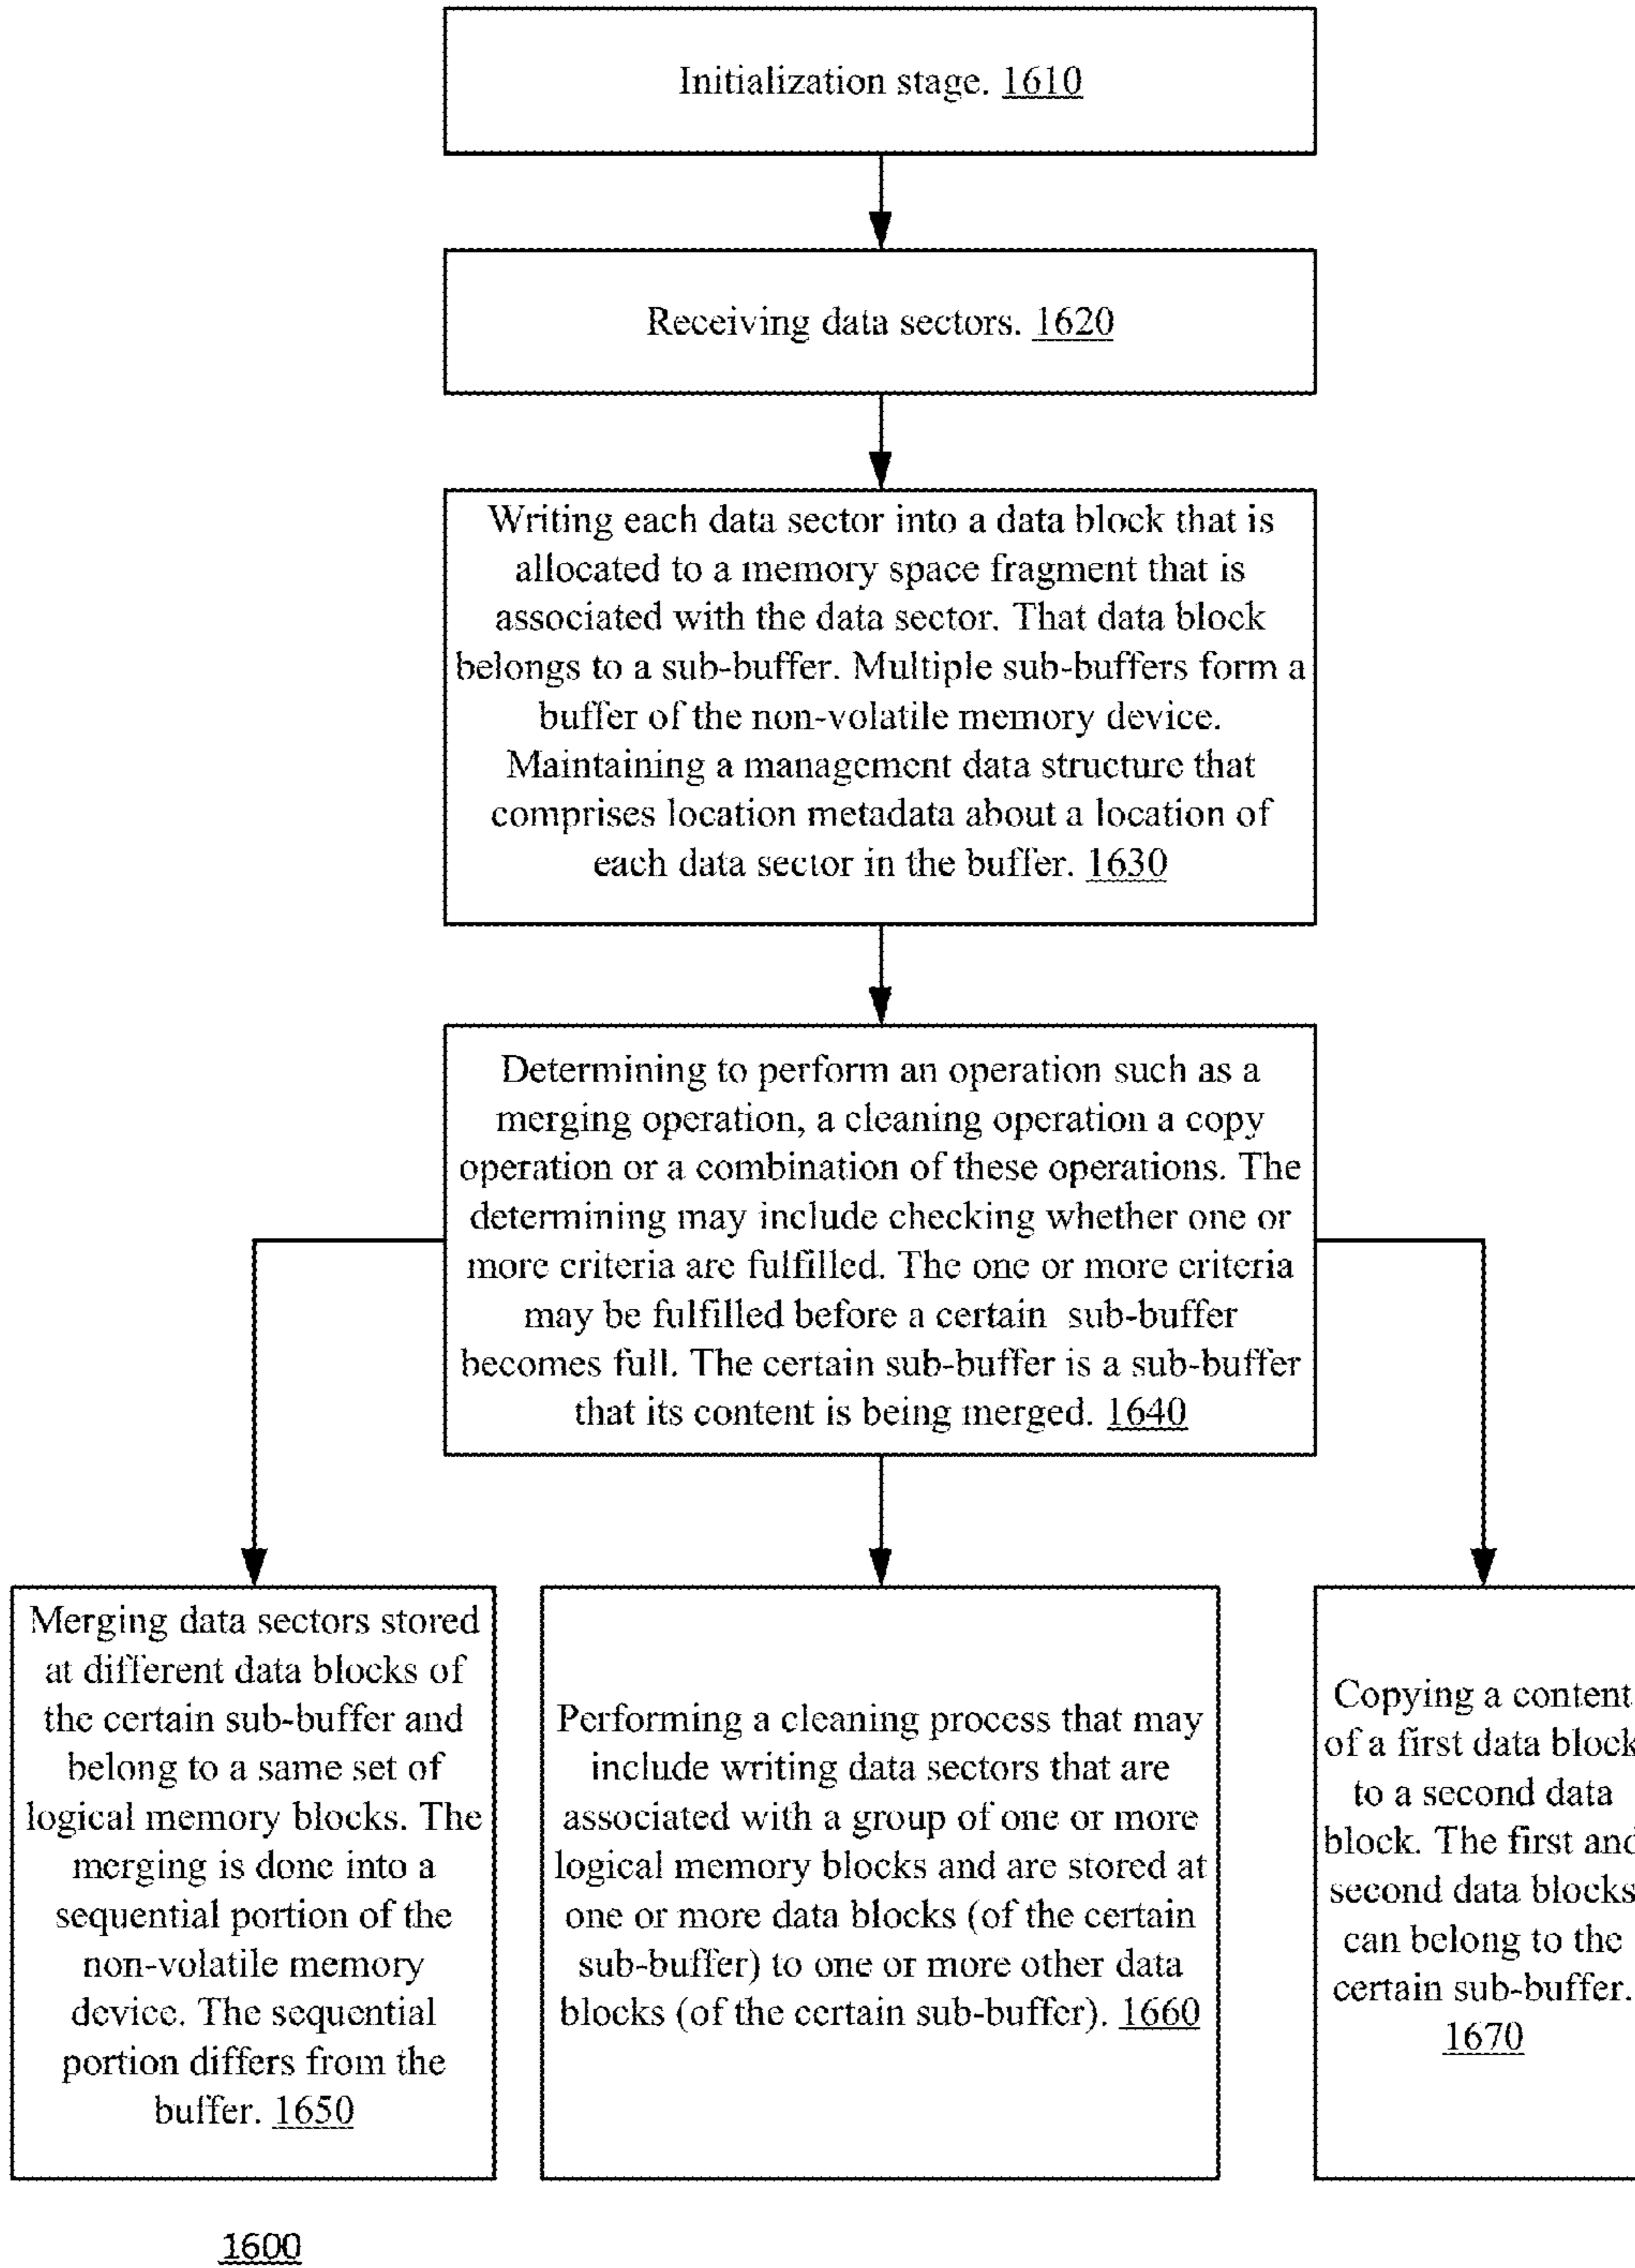 Initialization stage. 1610
Receiving data sectors. 1620
Writing each data sector into a data block that is
allocated to a memory space fragment that is
associated with the data sector. That data block
belongs to a sub-buffer. Multiple sub-buffers form a
buffer of the non-volatile memory device.
Maintaining a management data structure that
comprises location metadata about a location of
each data sector in the buffer. 1630
Determining to perform an operation such as a
merging operation, a cleaning operation a copy
operation or a combination of these operations. The
determining may include checking whether one or
more criteria are fulfilled. The one or more criteria
may be fulfilled before a certain sub-buffer
becomes full. The certain sub-buffer is a sub-buffer
that its content is being merged. 1640
Merging data sectors stored
at different data blocks of
the certain sub-buffer and
belong to a same set of
logical memory blocks. The
merging is done into a
sequential portion of the
non-volatile memory
device. The sequential
portion differs from the
buffer. 1650
Performing a cleaning process that may
include writing data sectors that are
associated with a group of one or more
logical memory blocks and are stored at
one or more data blocks (of the certain
sub-buffer) to one or more other data
blocks (of the certain sub-buffer). 1660
Copying a content
of a first data block
to a second data
block. The first and
second data blocks
can belong to the
certain sub-buffer.
1670
1600